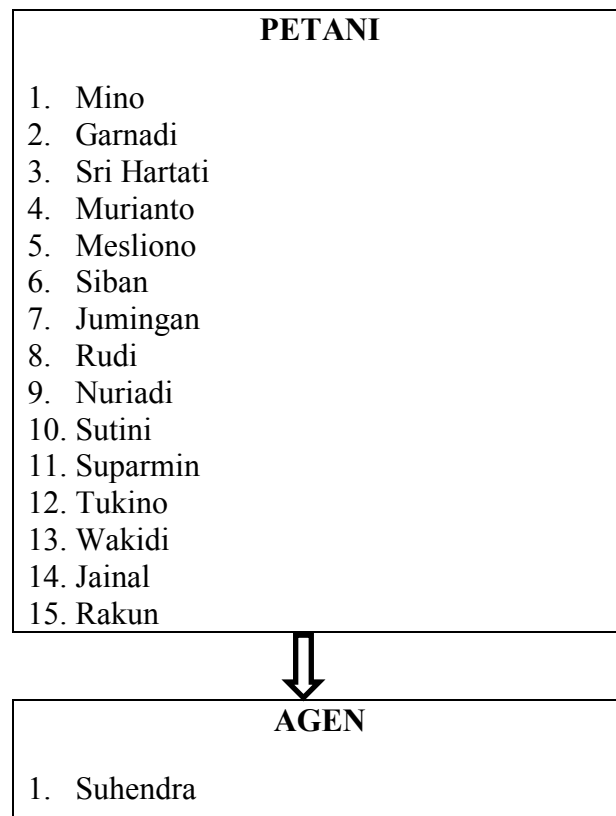 PETANI
1. Mino
2. Garnadi
3. Sri Hartati
4. Murianto
5. Mesliono
6. Siban
7. Jumingan
8. Rudi
9. Nuriadi
10. Sutini
11. Suparmin
12. Tukino
13. Wakidi
14. Jainal
15. Rakun
AGEN
1. Suhendra